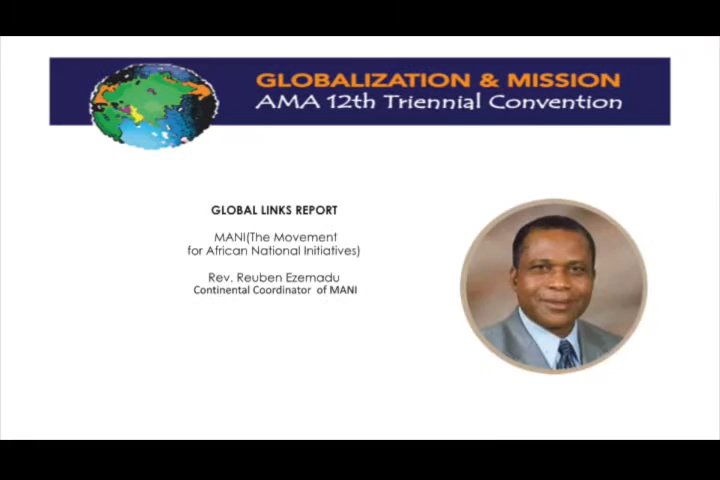 GLOBALIZATION & MISSION
AMA 12th Triennial Convention
GLOBAL LINKS REPORT
MANI(The Movement
for African National Initiatives)
Rev. Reuben Ezemadu
Continental Coordinator of MANI